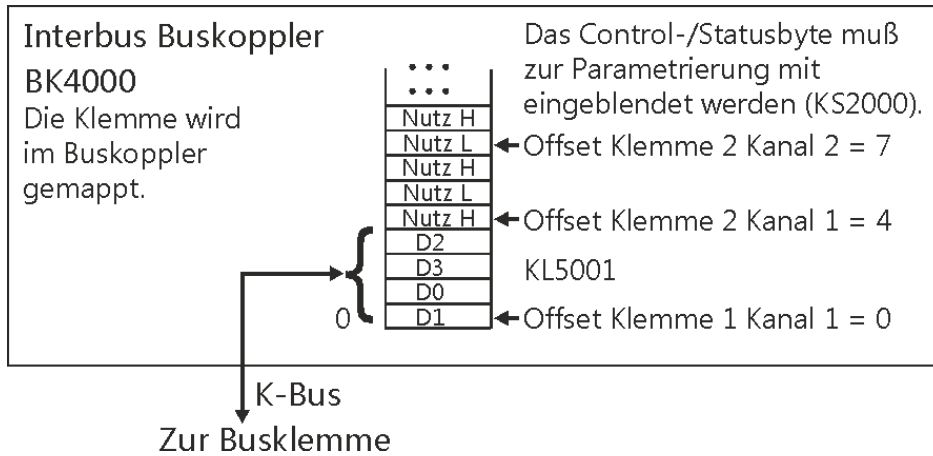 Interbus Buskoppler
BK4000
Die Klemme wird
im Buskoppler
gemappt.
Das Control-/Statusbyte muß
zur Parametrierung mit
eingeblendet werden (KS2000).
Nutz H
Nutz L
Offset Klemme 2 Kanal 2 = 7
Nutz H
Nutz L
Nutz H
Offset Klemme 2 Kanal 1 = 4
D2
D3
KL5001
D0
0
D1
Offset Klemme 1 Kanal 1 = 0
K-Bus
Zur Busklemme